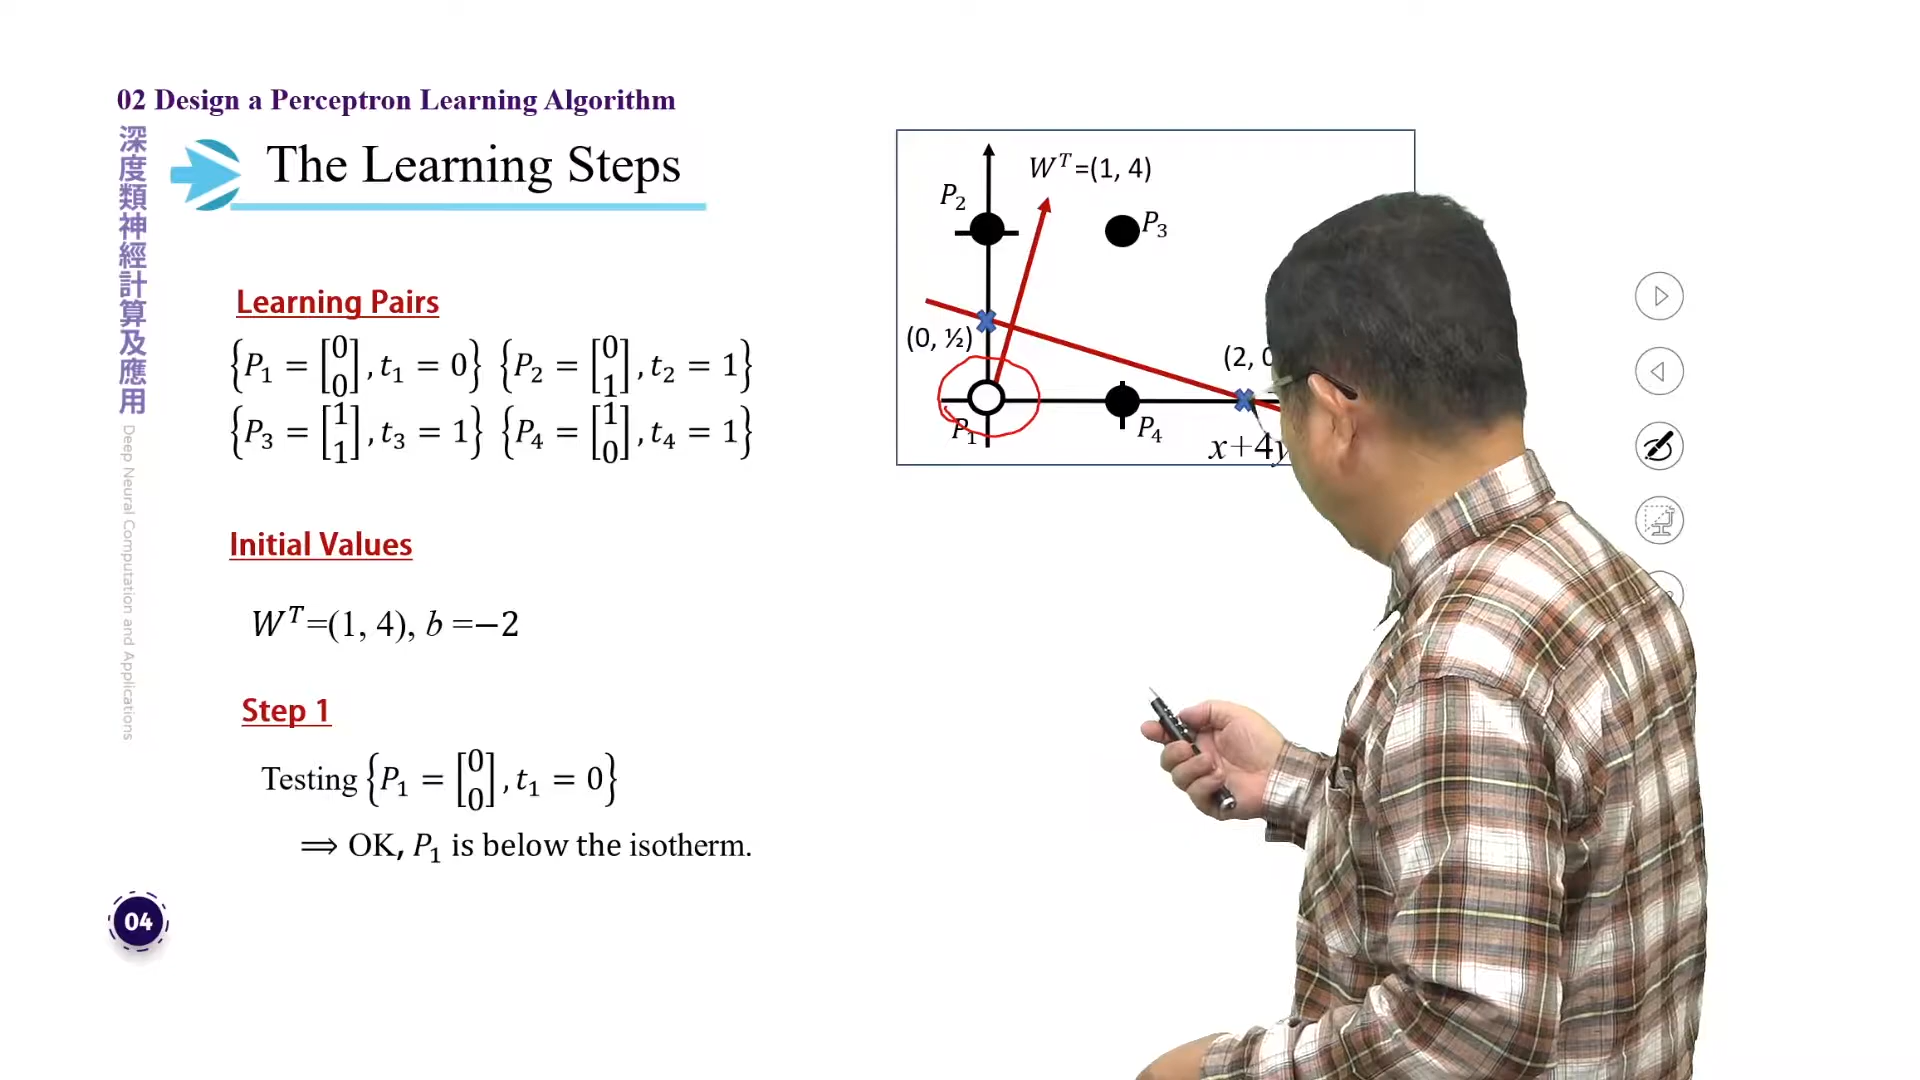 02 Design a Perceptron Learning Algorithm
深度類神經計算及應用
Deep Neural Computation and Applications
The Learning Steps
Learning Pairs
{P₁ = [0 0], t₁ = 0} {P₂ = [0 1], t₂ = 1}
{P₃ = [1 1], t₃ = 1} {P₄ = [1 0], t₄ = 1}
Initial Values
Wᵀ=(1, 4), b =−2
Step 1
Testing {P₁ = [0 0], t₁ = 0}
⟹ OK, P₁ is below the isotherm.
04
Wᵀ=(1, 4)
P₂
P₃
(0, ½)
(2, 0
P₁
P₄
x+4y